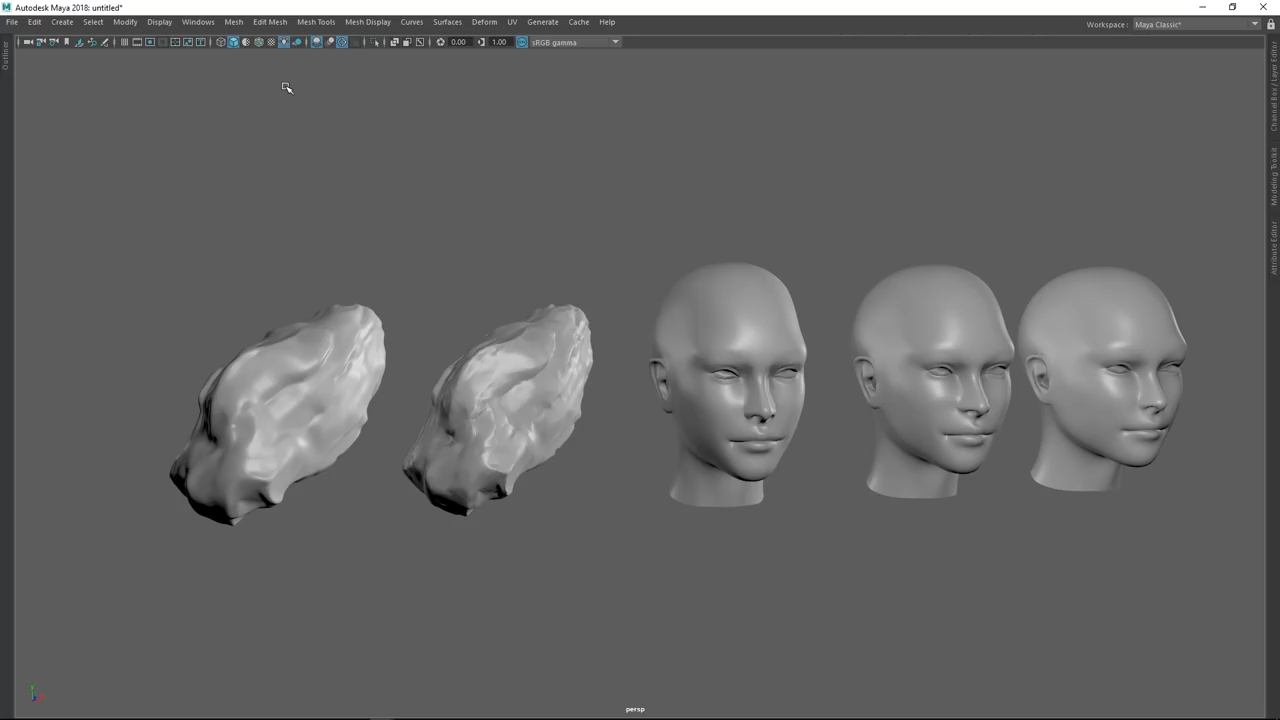 Autodesk Maya 2018: untitled*
File Edit Create Select Modify Display Windows Mesh Edit Mesh Mesh Tools Mesh Display Curves Surfaces Deform UV Generate Cache Help
Workspace : Maya Classic*
0.00 1.00 sRGB gamma
Outliner
Channel Box / Layer Editor
Modeling Toolkit
Attribute Editor
persp